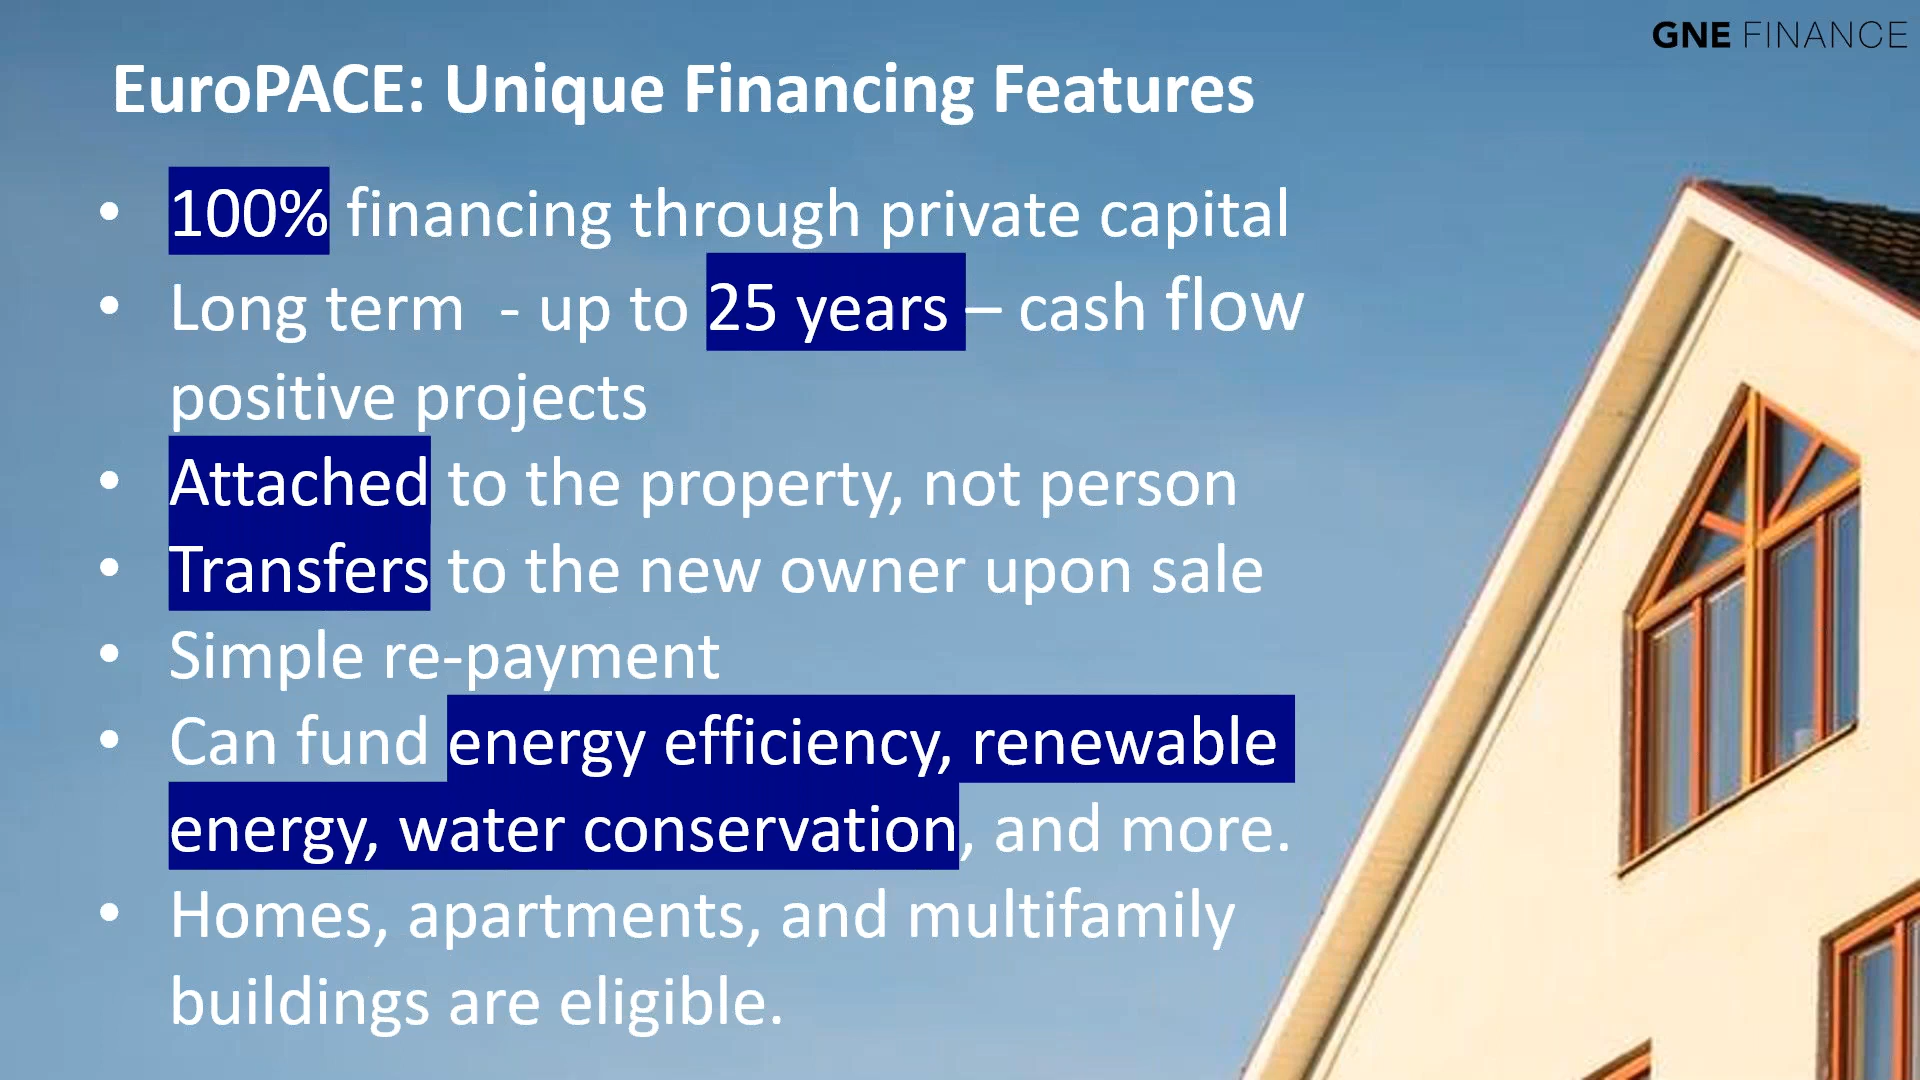 GNE FINANCE
EuroPACE: Unique Financing Features
• 100% financing through private capital
• Long term - up to 25 years – cash flow
positive projects
• Attached to the property, not person
• Transfers to the new owner upon sale
• Simple re-payment
• Can fund energy efficiency, renewable
energy, water conservation, and more.
• Homes, apartments, and multifamily
buildings are eligible.